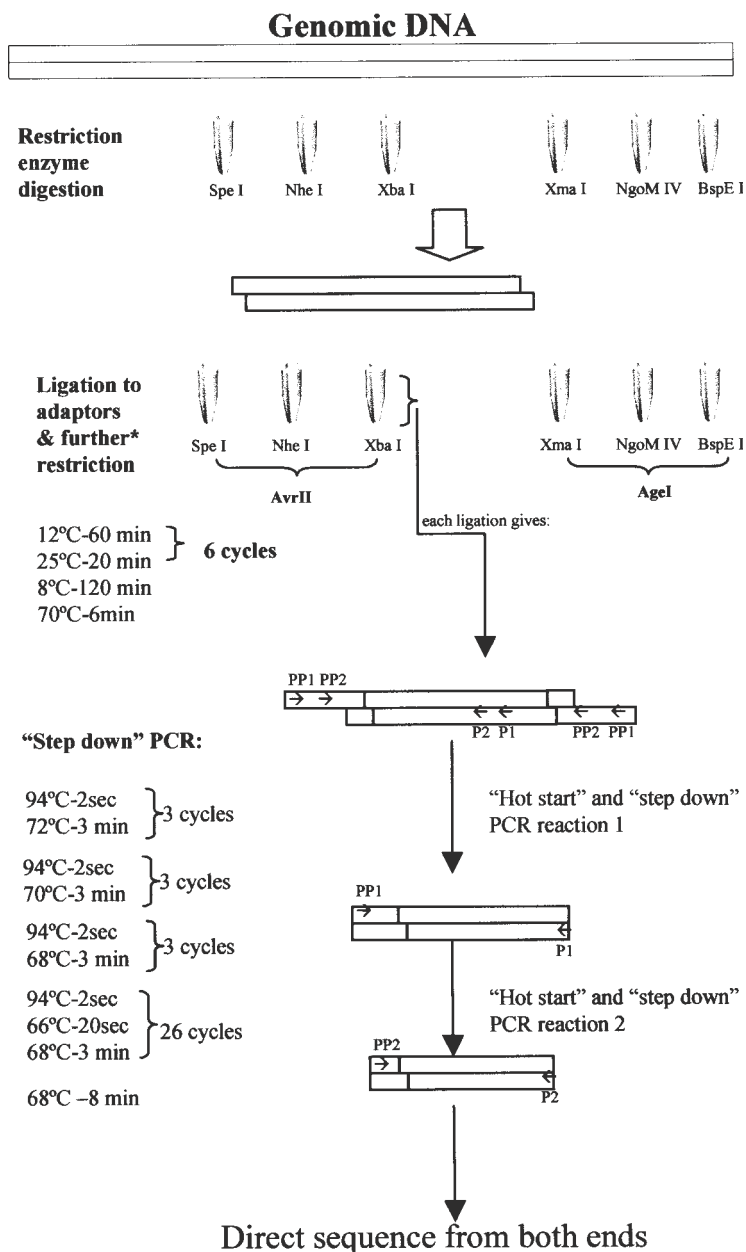 Genomic DNA
Restriction
enzyme
digestion
Spe I Nhe I Xba I Xma I NgoM IV BspE I
Ligation to
adaptors
& further*
restriction
Spe I Nhe I Xba I Xma I NgoM IV BspE I
AvrII AgeI
each ligation gives:
12ºC-60 min
25ºC-20 min
6 cycles
8ºC-120 min
70ºC-6min
PP1 PP2
P2 P1 PP2 PP1
“Step down” PCR:
94ºC-2sec
72ºC-3 min
3 cycles
“Hot start” and “step down”
PCR reaction 1
94ºC-2sec
70ºC-3 min
3 cycles
PP1
94ºC-2sec
68ºC-3 min
3 cycles
P1
94ºC-2sec
66ºC-20sec
68ºC-3 min
26 cycles
“Hot start” and “step down”
PCR reaction 2
PP2
P2
68ºC –8 min
Direct sequence from both ends